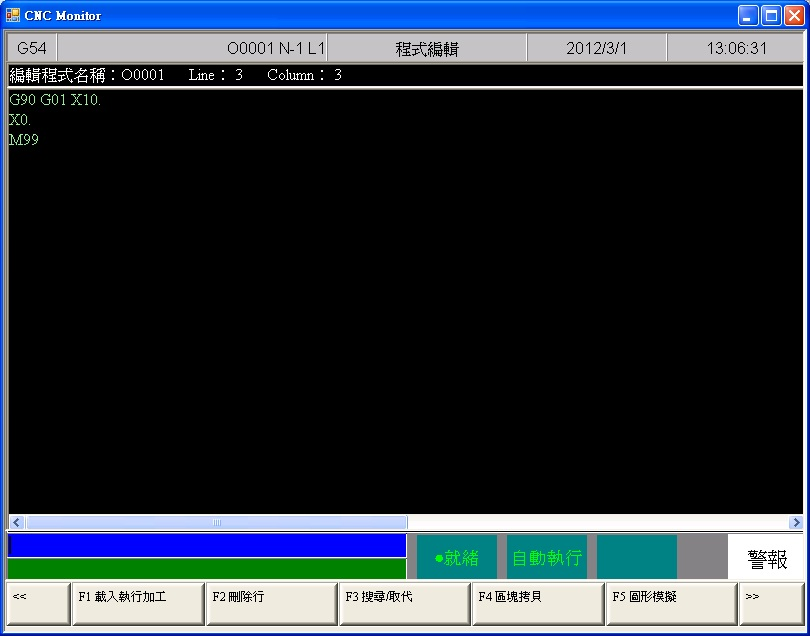 CNC Monitor
G54 O0001 N-1 L1 程式編輯 2012/3/1 13:06:31
編輯程式名稱：O0001 Line： 3 Column： 3
G90 G01 X10.
X0.
M99
●就緒 自動執行 警報
<< F1 載入執行加工 F2 刪除行 F3 搜尋/取代 F4 區塊拷貝 F5 圖形模擬 >>